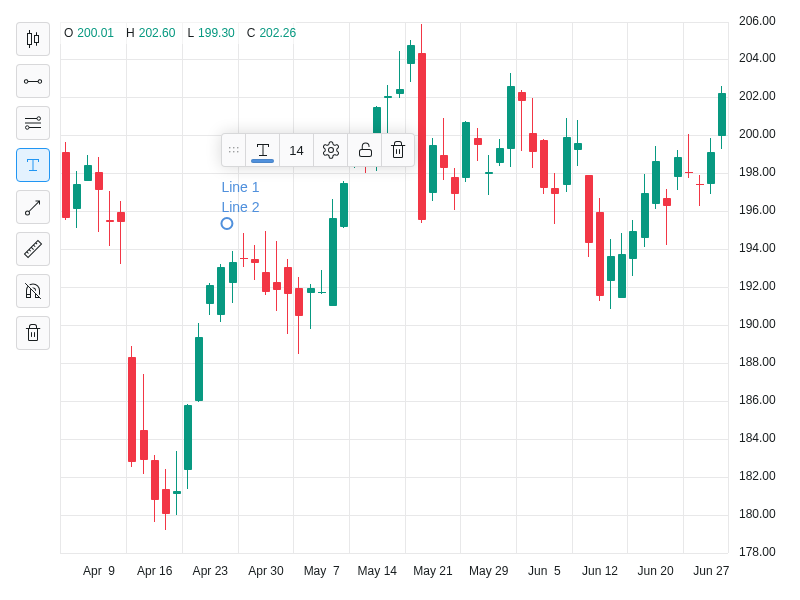 O 200.01 H 202.60 L 199.30 C 202.26
206.00
204.00
202.00
200.00
198.00
196.00
194.00
192.00
190.00
188.00
186.00
184.00
182.00
180.00
178.00
T 14
T
Line 1
Line 2
Apr 9 Apr 16 Apr 23 Apr 30 May 7 May 14 May 21 May 29 Jun 5 Jun 12 Jun 20 Jun 27